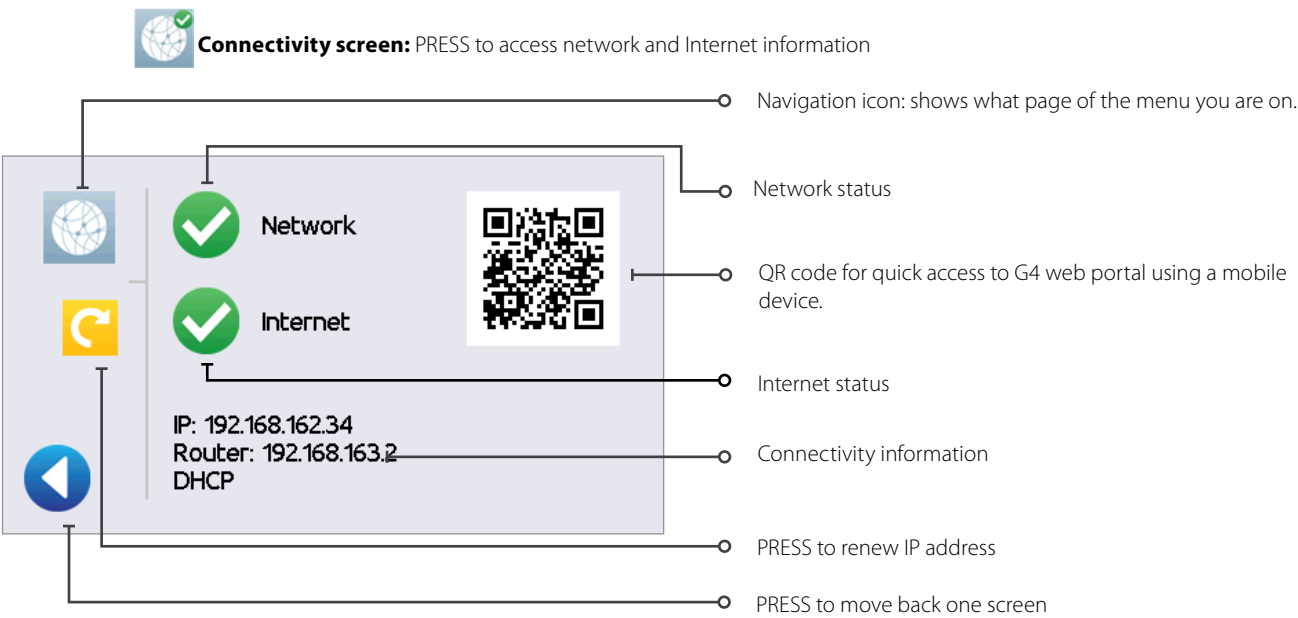 Connectivity screen: PRESS to access network and Internet information
Navigation icon: shows what page of the menu you are on.
Network status
Network
QR code for quick access to G4 web portal using a mobile
device.
Internet
Internet status
IP: 192.168.162.34
Router: 192.168.163.2
DHCP
Connectivity information
PRESS to renew IP address
PRESS to move back one screen